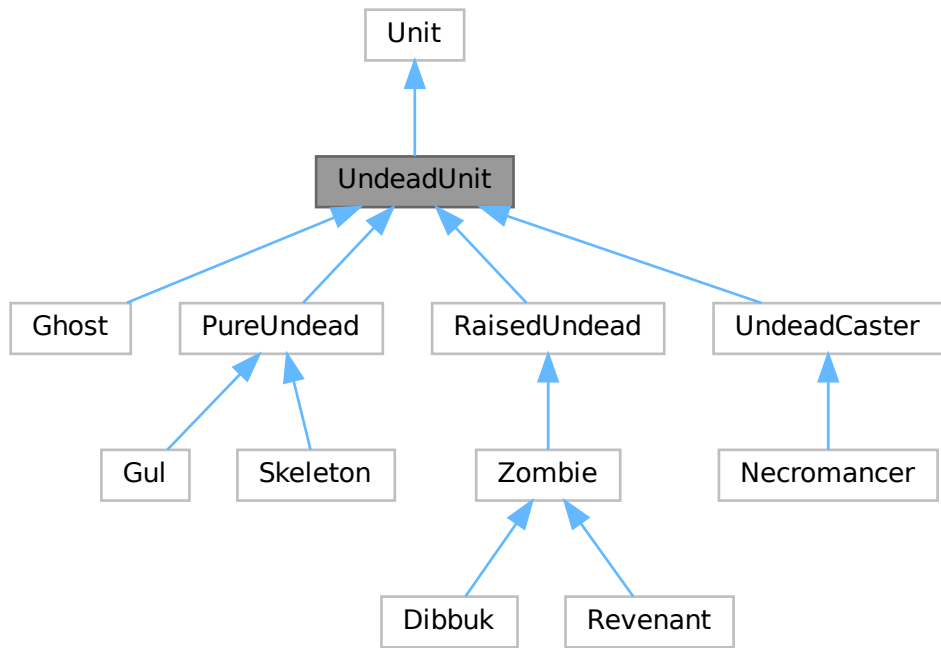 Unit
UndeadUnit
Ghost
PureUndead
RaisedUndead
UndeadCaster
Gul
Skeleton
Zombie
Necromancer
Dibbuk
Revenant